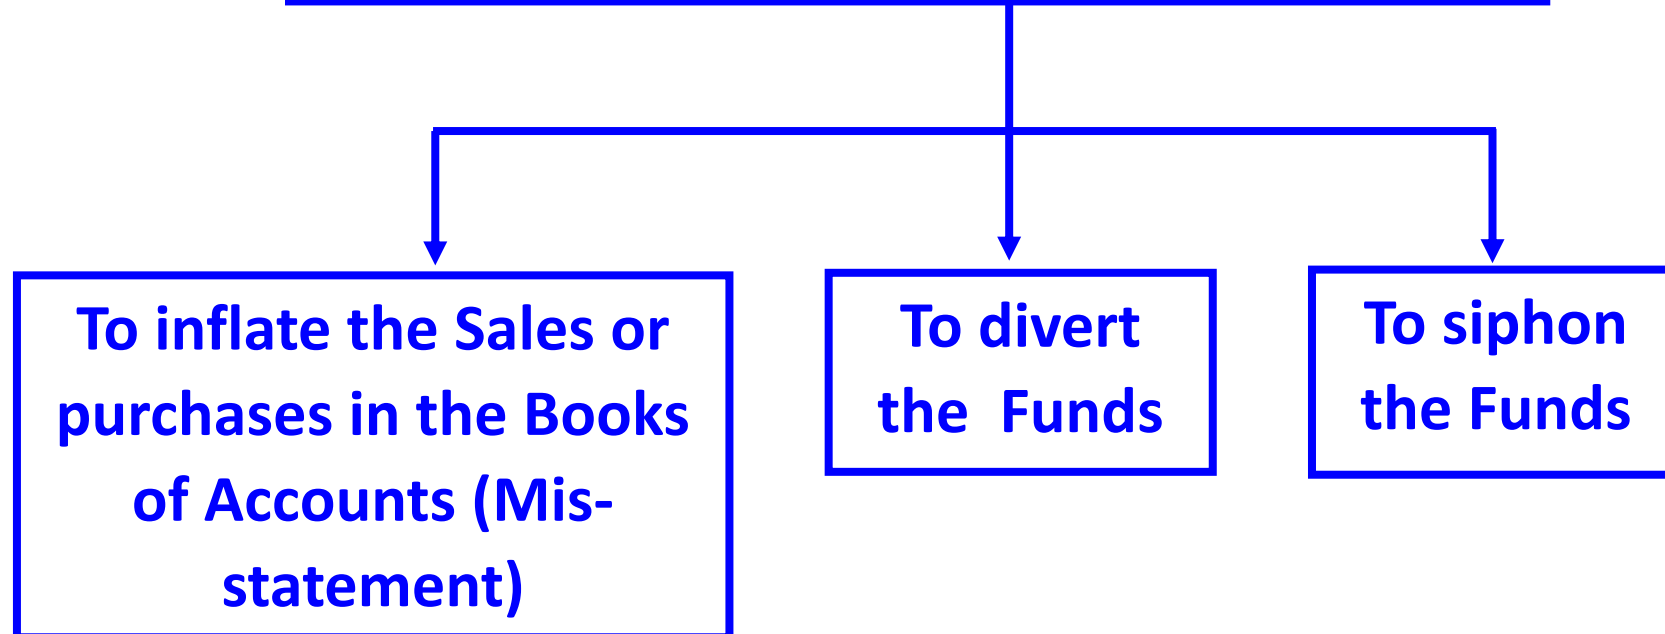 To inflate the Sales or
purchases in the Books
of Accounts (Mis-
statement)
To divert
the Funds
To siphon
the Funds